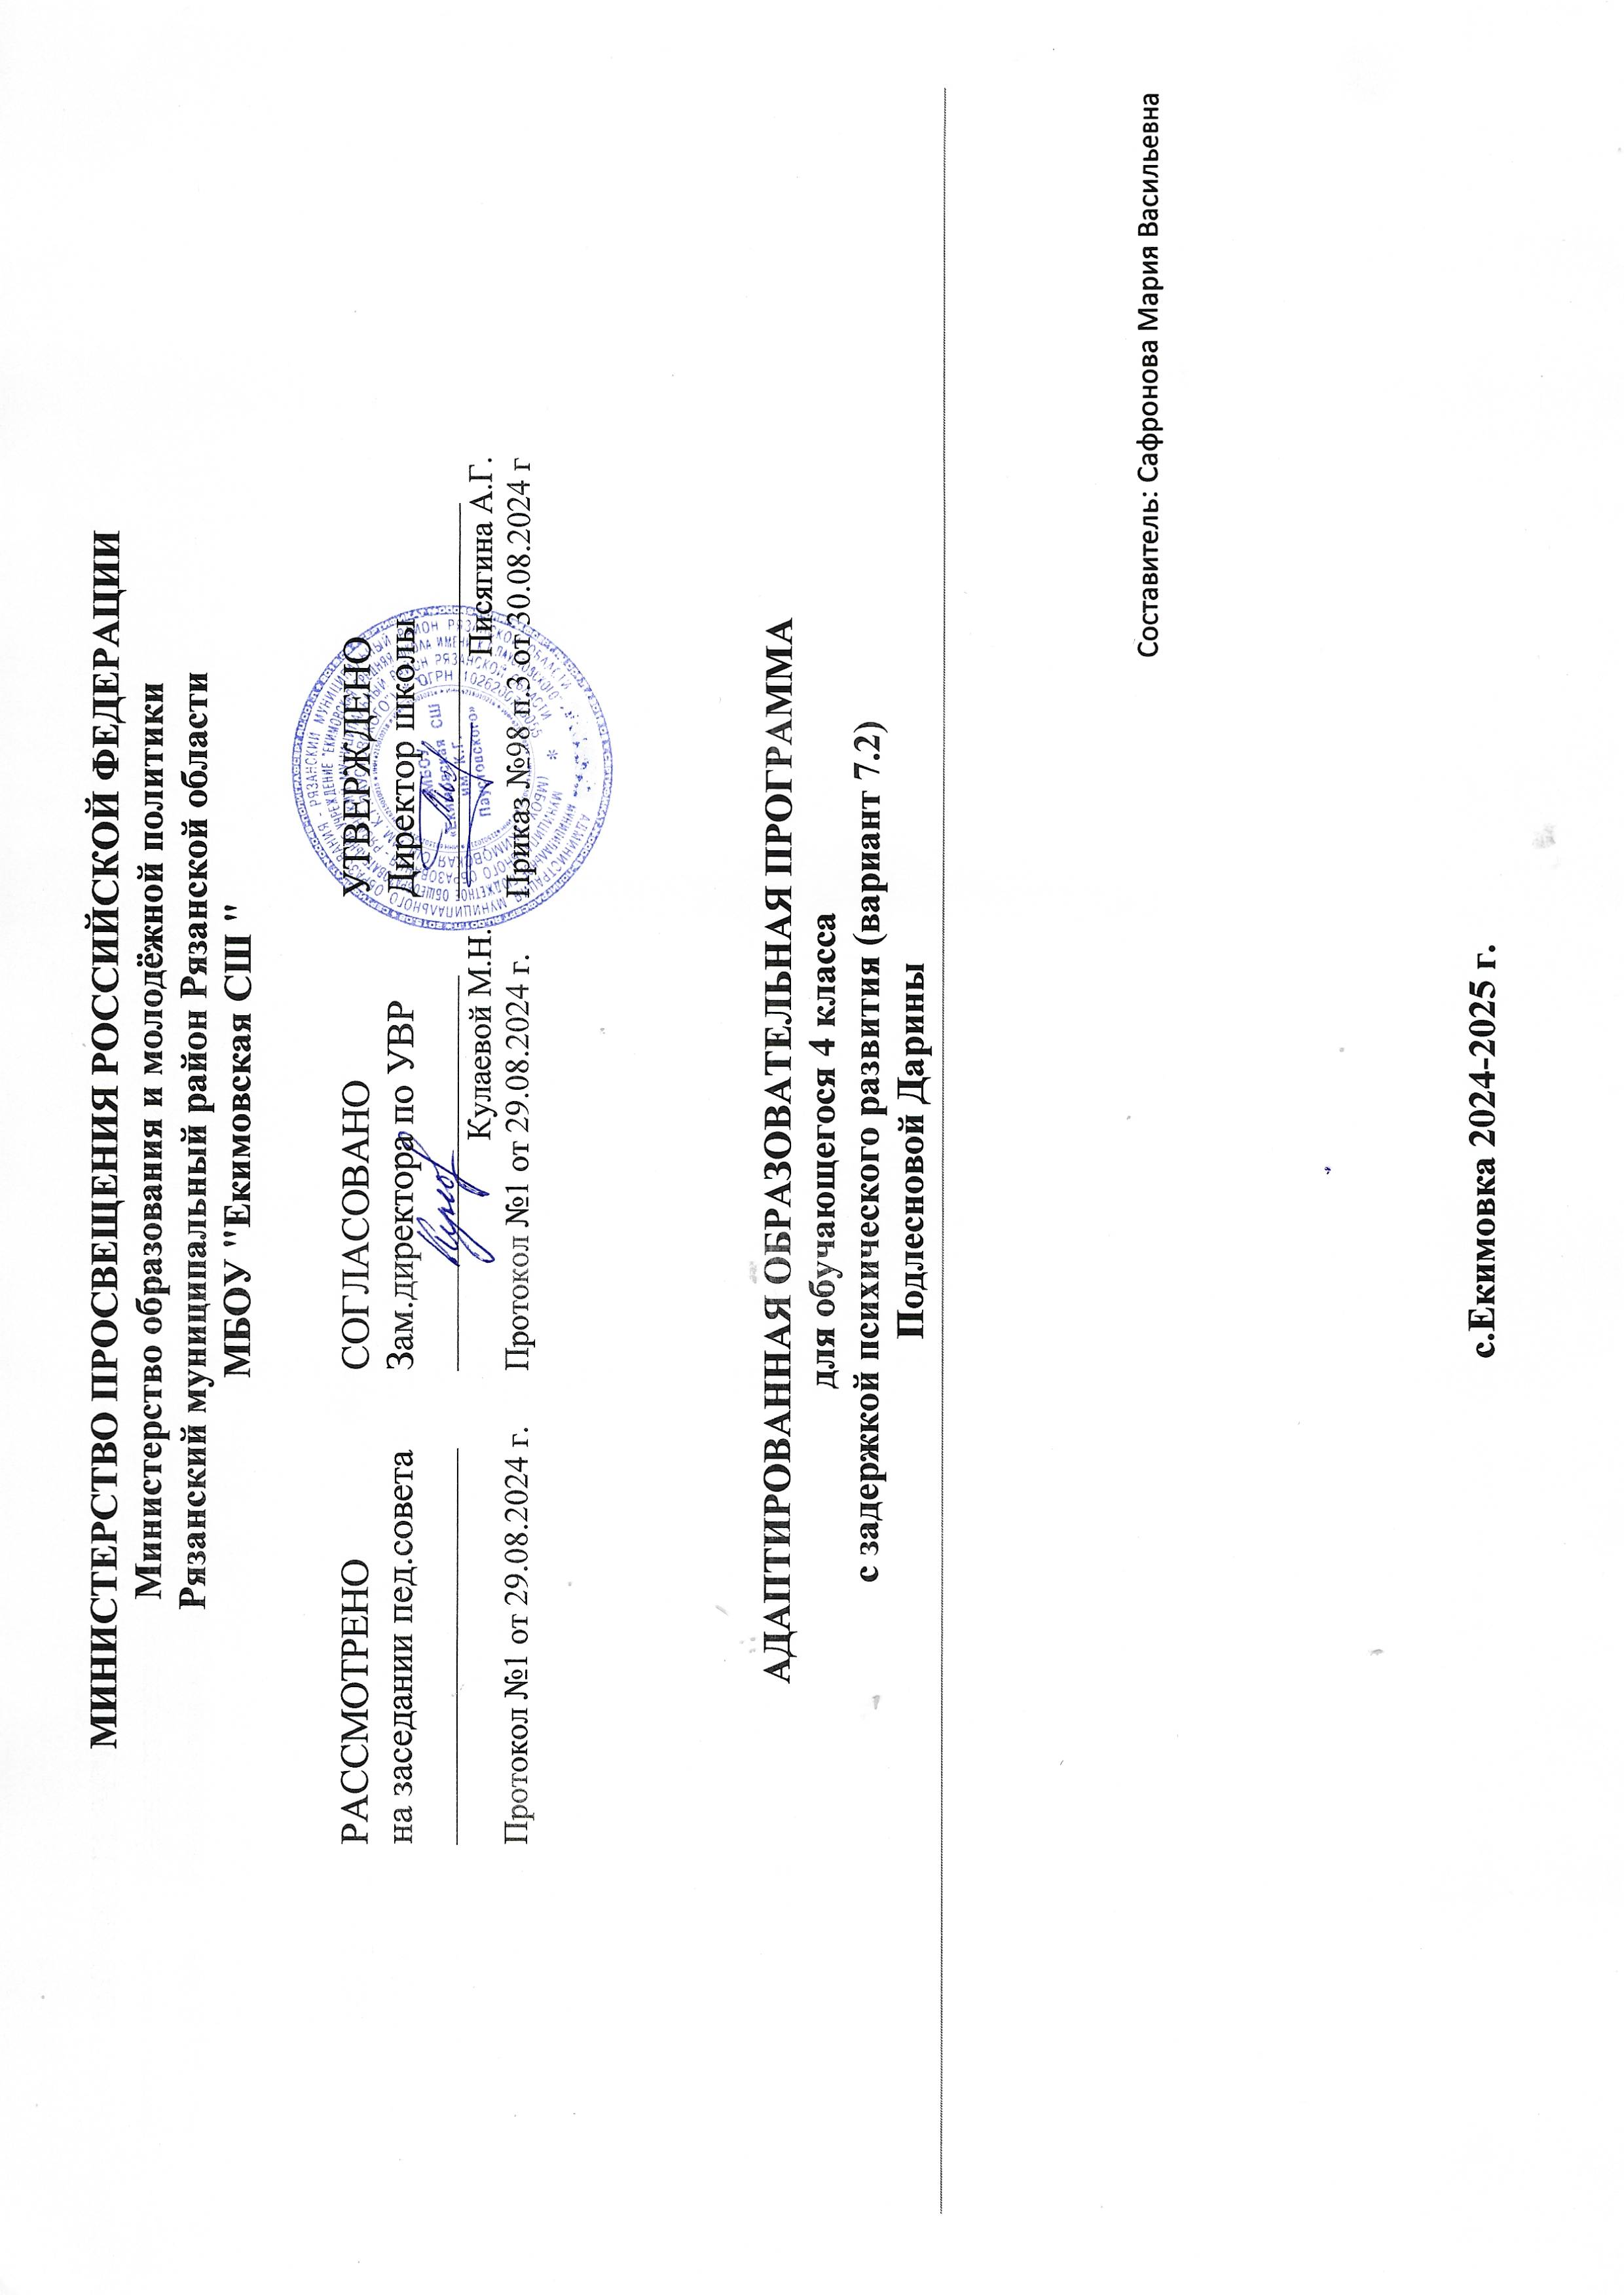 МИНИСТЕРСТВО ПРОСВЕЩЕНИЯ РОССИЙСКОЙ ФЕДЕРАЦИИ
Министерство образования и молодёжной политики
Рязанский муниципальный район Рязанской области
МБОУ "Екимовская СШ "
РАССМОТРЕНО
на заседании пед.совета
Протокол №1 от 29.08.2024 г.
СОГЛАСОВАНО
Зам.директора по УВР
Кулаевой М.Н.
Протокол №1 от 29.08.2024 г.
УТВЕРЖДЕНО
Директор школы
Писягина А.Г.
Приказ №98 п.3 от 30.08.2024 г
АДАПТИРОВАННАЯ ОБРАЗОВАТЕЛЬНАЯ ПРОГРАММА
для обучающегося 4 класса
с задержкой психического развития (вариант 7.2)
Подлесновой Дарины
Составитель: Сафронова Мария Васильевна
с.Екимовка 2024-2025 г.